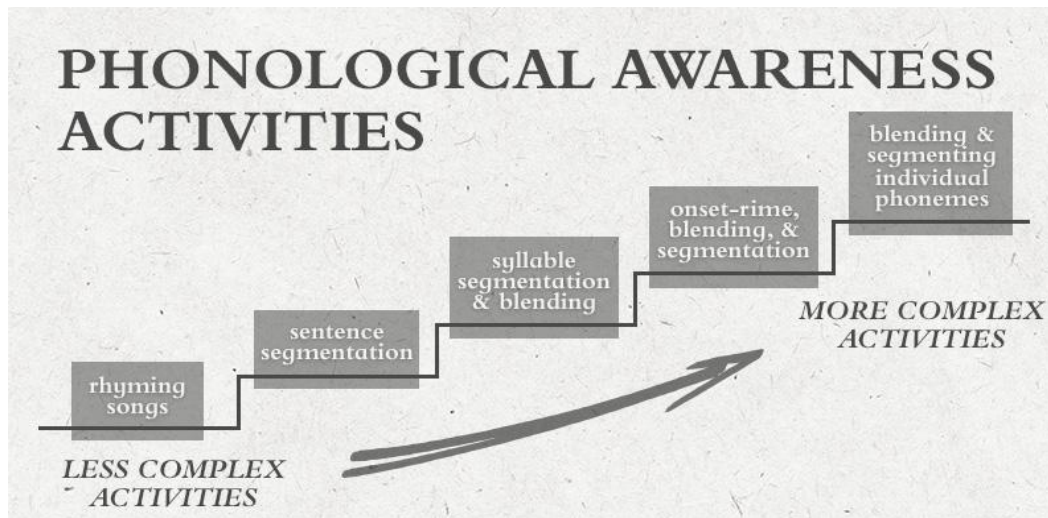 PHONOLOGICAL AWARENESS
ACTIVITIES
blending &
segmenting
individual
phonemes
onset-rime,
blending, &
segmentation
syllable
segmentation
& blending
sentence
segmentation
rhyming
songs
MORE COMPLEX
ACTIVITIES
LESS COMPLEX
ACTIVITIES